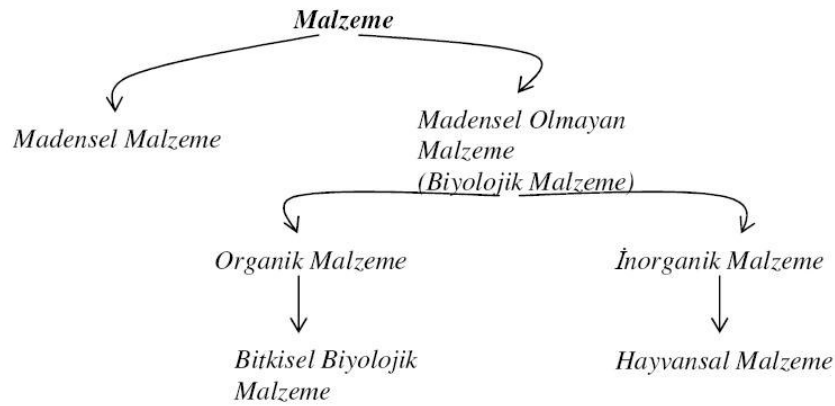 Malzeme
Madensel Malzeme
Madensel Olmayan
Malzeme
(Biyolojik Malzeme)
Organik Malzeme
İnorganik Malzeme
Bitkisel Biyolojik
Malzeme
Hayvansal Malzeme